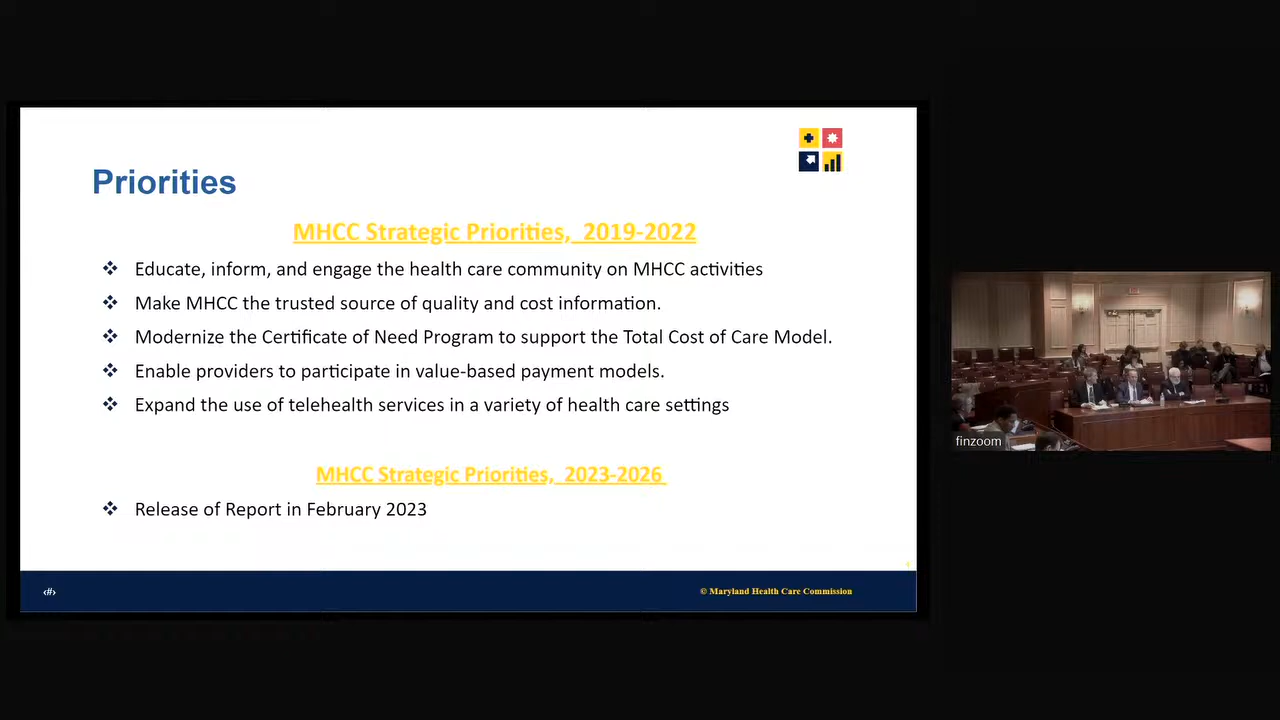 Priorities
MHCC Strategic Priorities, 2019-2022
❖ Educate, inform, and engage the health care community on MHCC activities
❖ Make MHCC the trusted source of quality and cost information.
❖ Modernize the Certificate of Need Program to support the Total Cost of Care Model.
❖ Enable providers to participate in value-based payment models.
❖ Expand the use of telehealth services in a variety of health care settings
MHCC Strategic Priorities, 2023-2026
❖ Release of Report in February 2023
‹#›
© Maryland Health Care Commission
finzoom